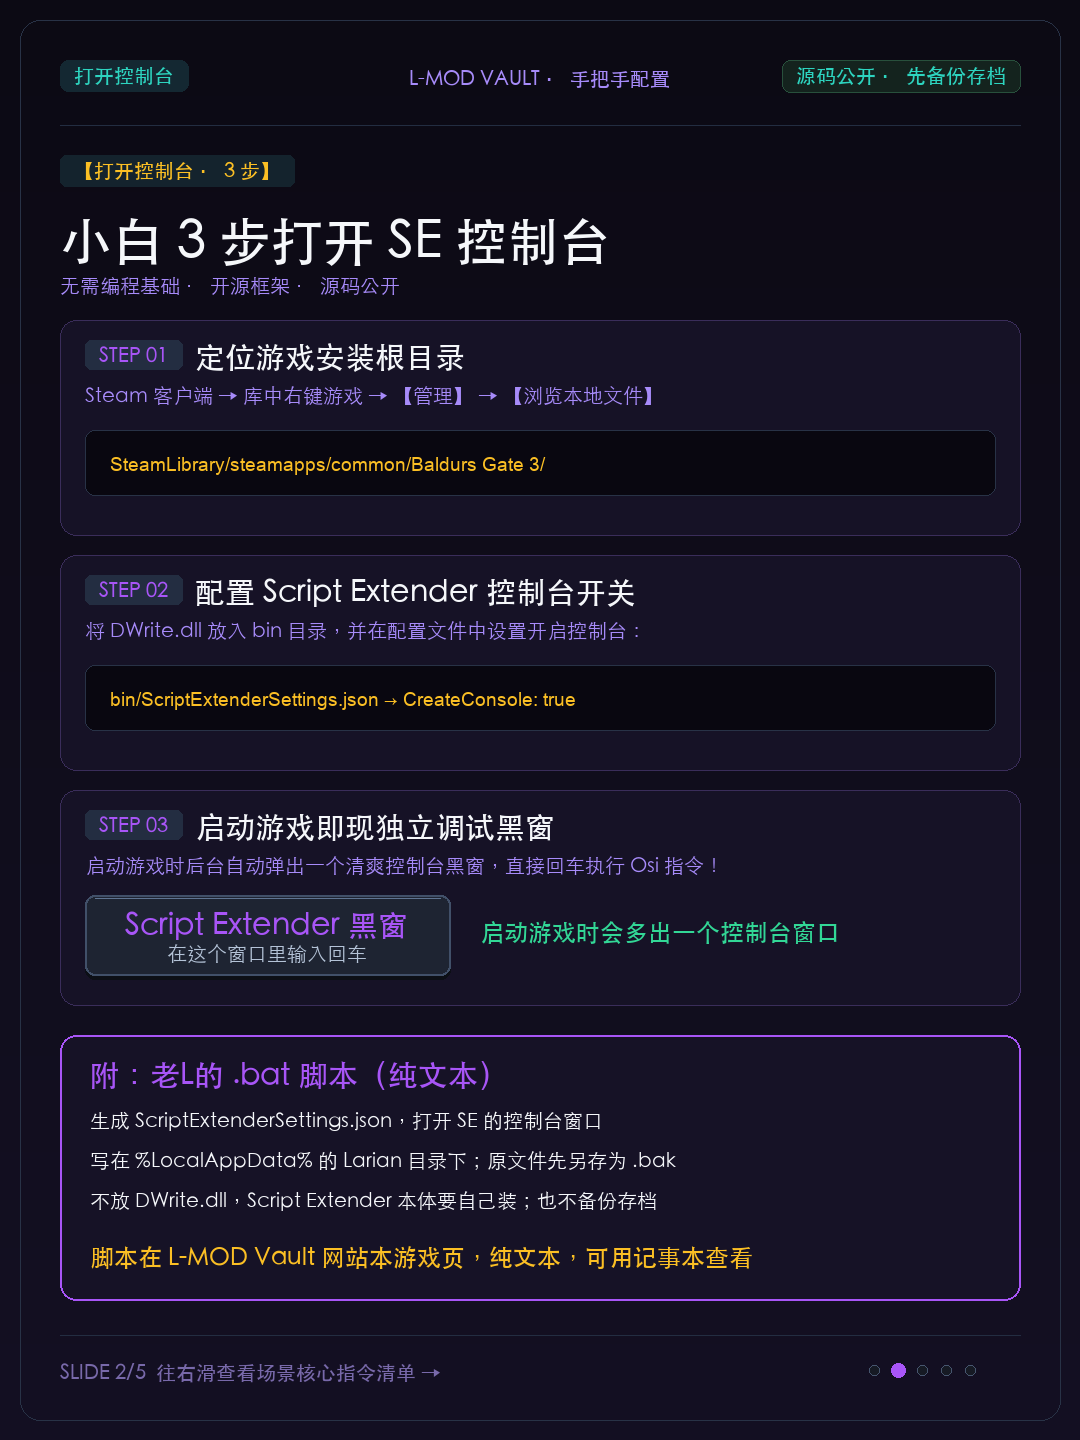 打开控制台
L-MOD VAULT · 手把手配置
源码公开 · 先备份存档
【打开控制台 · 3 步】
小白 3 步打开 SE 控制台
无需编程基础 · 开源框架 · 源码公开
STEP 01 定位游戏安装根目录
Steam 客户端 → 库中右键游戏 → 【管理】 → 【浏览本地文件】
SteamLibrary/steamapps/common/Baldurs Gate 3/
STEP 02 配置 Script Extender 控制台开关
将 DWrite.dll 放入 bin 目录，并在配置文件中设置开启控制台：
bin/ScriptExtenderSettings.json → CreateConsole: true
STEP 03 启动游戏即现独立调试黑窗
启动游戏时后台自动弹出一个清爽控制台黑窗，直接回车执行 Osi 指令！
Script Extender 黑窗
在这个窗口里输入回车
启动游戏时会多出一个控制台窗口
附：老L的 .bat 脚本（纯文本）
生成 ScriptExtenderSettings.json，打开 SE 的控制台窗口
写在 %LocalAppData% 的 Larian 目录下；原文件先另存为 .bak
不放 DWrite.dll，Script Extender 本体要自己装；也不备份存档
脚本在 L-MOD Vault 网站本游戏页，纯文本，可用记事本查看
SLIDE 2/5 往右滑查看场景核心指令清单 →